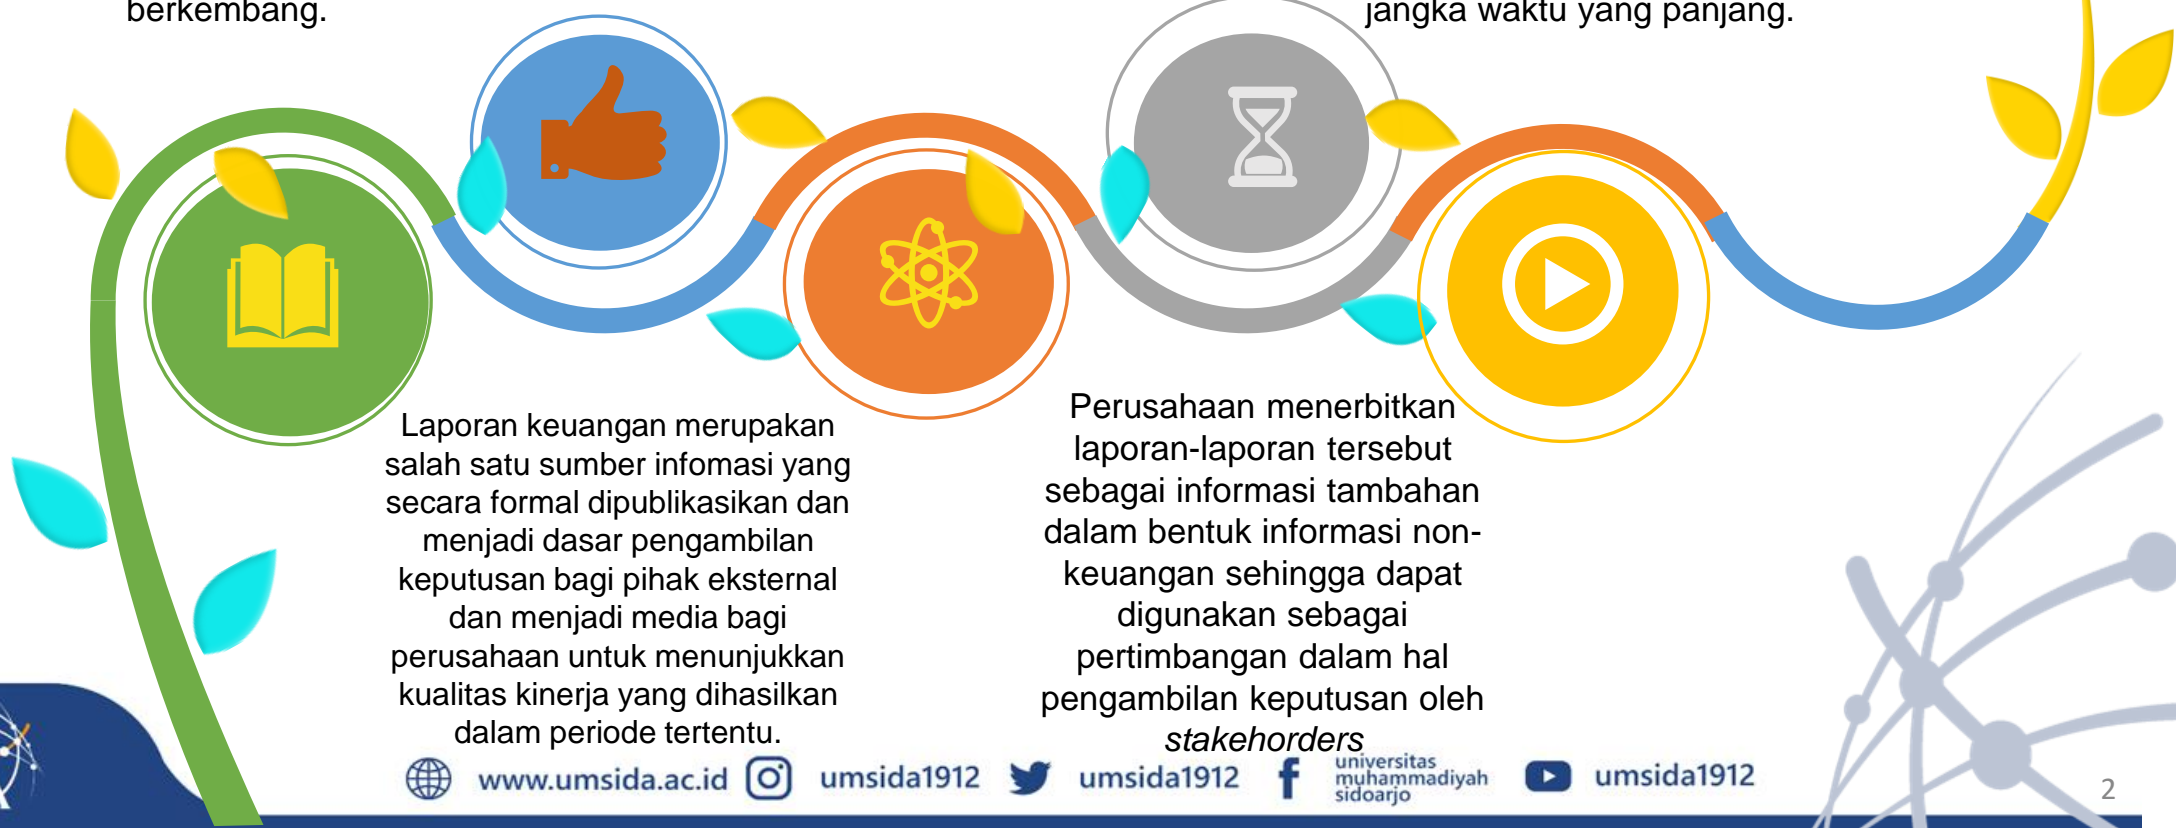 berkembang.
jangka waktu yang panjang.
Laporan keuangan merupakan
salah satu sumber infomasi yang
secara formal dipublikasikan dan
menjadi dasar pengambilan
keputusan bagi pihak eksternal
dan menjadi media bagi
perusahaan untuk menunjukkan
kualitas kinerja yang dihasilkan
dalam periode tertentu.
Perusahaan menerbitkan
laporan-laporan tersebut
sebagai informasi tambahan
dalam bentuk informasi non-
keuangan sehingga dapat
digunakan sebagai
pertimbangan dalam hal
pengambilan keputusan oleh
stakehorders
www.umsida.ac.id
umsida1912
umsida1912
universitas
muhammadiyah
sidoarjo
umsida1912
2